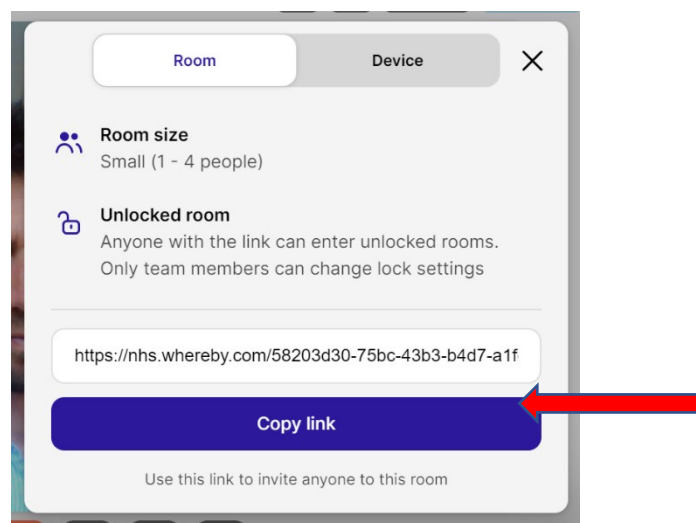 Room Device
Room size
Small (1 - 4 people)
Unlocked room
Anyone with the link can enter unlocked rooms.
Only team members can change lock settings
https://nhs.whereby.com/58203d30-75bc-43b3-b4d7-a1f
Copy link
Use this link to invite anyone to this room